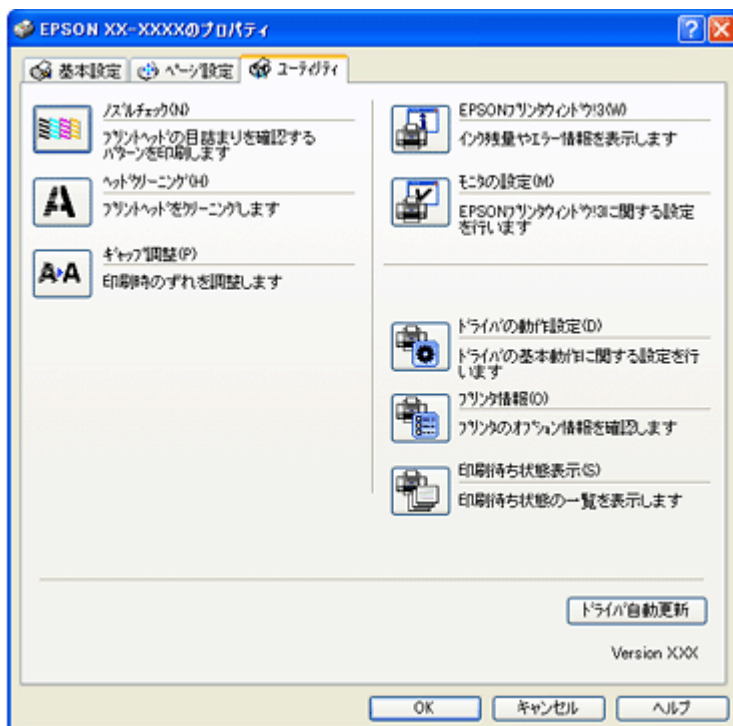 EPSON XX-XXXXのプロパティ
基本設定
ページ設定
ユーティリティ
ノズルチェック(N)
プリントヘッドの目詰まりを確認する
パターンを印刷します
ヘッドクリーニング(H)
プリントヘッドをクリーニングします
ギャップ調整(P)
印刷時のずれを調整します
EPSONプリンタウィンドウ!3(W)
インク残量やエラー情報を表示します
モニタの設定(M)
EPSONプリンタウィンドウ!3に関する設定
を行います
ドライバの動作設定(D)
ドライバの基本動作に関する設定を行
います
プリンタ情報(O)
プリンタのオプション情報を確認します
印刷待ち状態表示(S)
印刷待ち状態の一覧を表示します
ドライバ自動更新
Version XXX
OK
キャンセル
ヘルプ